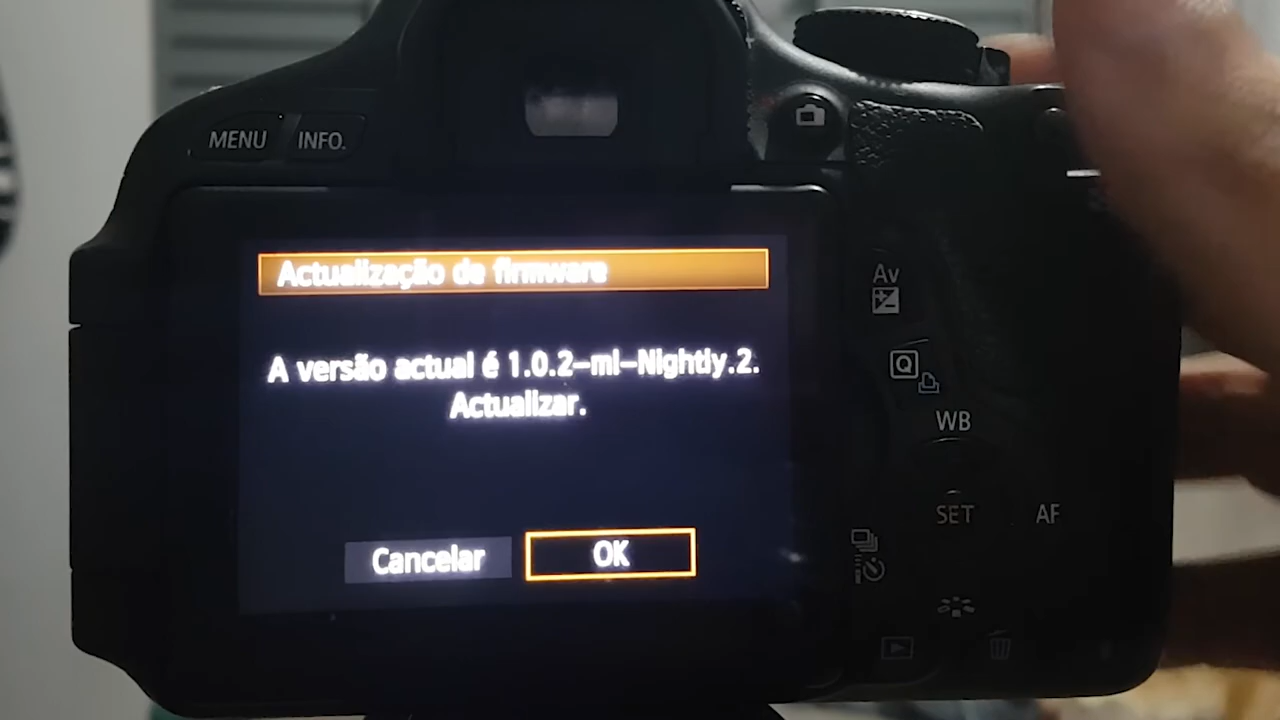 MENU INFO.
Actualização de firmware
A versão actual é 1.0.2-ml-Nightly.2.
Actualizar.
Cancelar OK
Av
Q
WB
SET AF